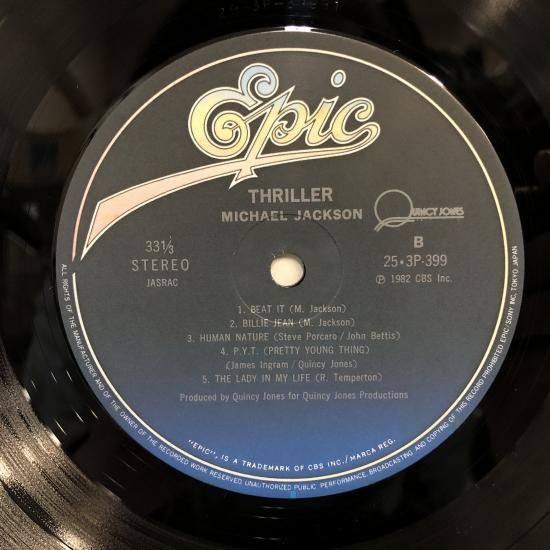 Epic
THRILLER
MICHAEL JACKSON
QUINCY JONES
33⅓
STEREO
JASRAC
B
25•3P-399
Ⓟ 1982 CBS Inc.
1. BEAT IT (M. Jackson)
2. BILLIE JEAN (M. Jackson)
3. HUMAN NATURE (Steve Porcaro / John Bettis)
4. P.Y.T. (PRETTY YOUNG THING)
(James Ingram / Quincy Jones)
5. THE LADY IN MY LIFE (R. Temperton)
Produced by Quincy Jones for Quincy Jones Productions
"EPIC", IS A TRADEMARK OF CBS INC./MARCA REG.
ALL RIGHTS OF THE MANUFACTURER AND OF THE OWNER OF THE RECORDED WORK RESERVED. UNAUTHORIZED PUBLIC PERFORMANCE, BROADCASTING AND COPYING OF THIS RECORD PROHIBITED EPIC/SONY INC. TOKYO JAPAN